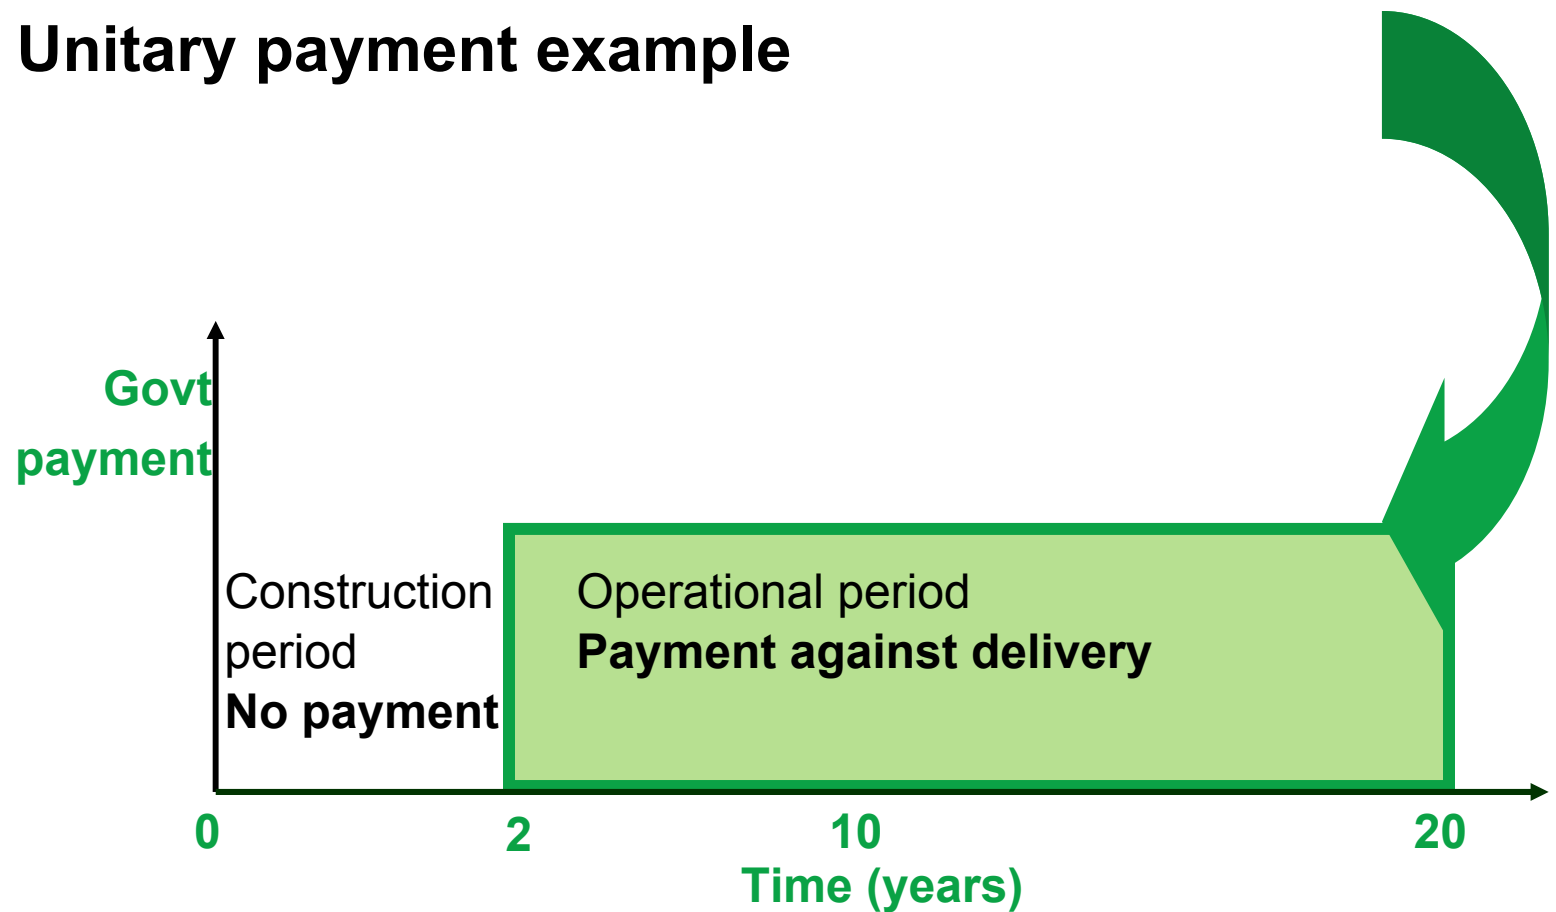 Unitary payment example
Govt
payment
Construction
period
No payment
Operational period
Payment against delivery
0
2
10
20
Time (years)